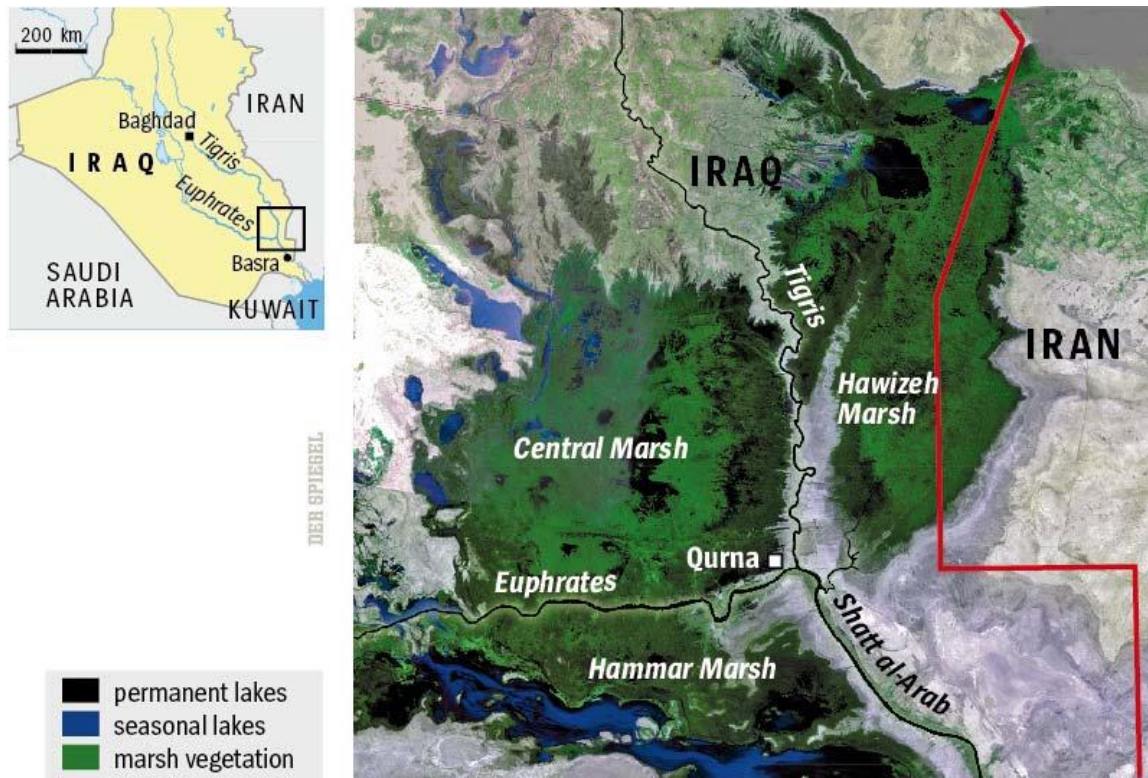 200 km
IRAN
Baghdad
Tigris
IRAQ
Euphrates
Basra
SAUDI
ARABIA
KUWAIT
IRAQ
Tigris
IRAN
Hawizeh
Marsh
Central Marsh
Qurna
Euphrates
Shatt al-Arab
Hammar Marsh
DER SPIEGEL
permanent lakes
seasonal lakes
marsh vegetation